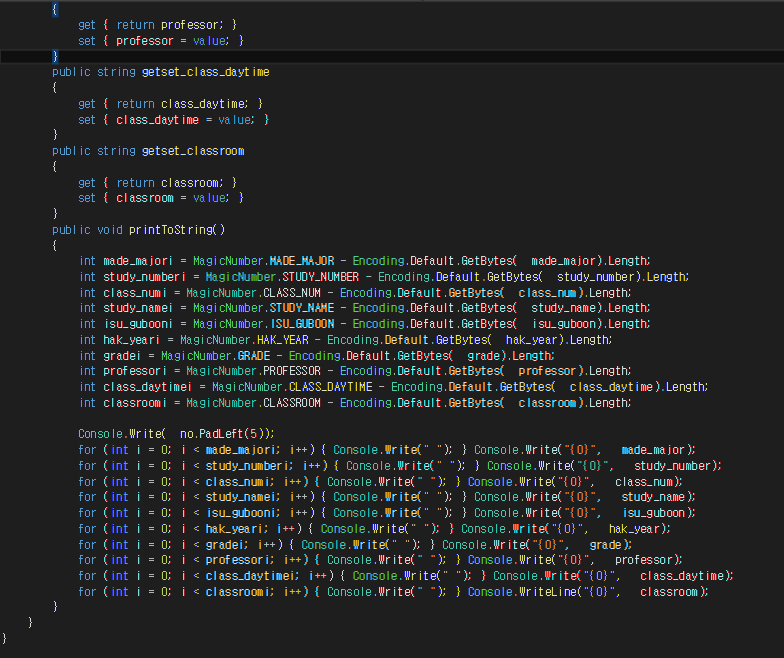 {
get { return professor; }
set { professor = value; }
}
public string getset_class_daytime
{
get { return class_daytime; }
set { class_daytime = value; }
}
public string getset_classroom
{
get { return classroom; }
set { classroom = value; }
}
public void printToString()
{
int made_majori = MagicNumber.MADE_MAJOR - Encoding.Default.GetBytes(  made_major).Length;
int study_numberi = MagicNumber.STUDY_NUMBER - Encoding.Default.GetBytes(  study_number).Length;
int class_numi = MagicNumber.CLASS_NUM - Encoding.Default.GetBytes(  class_num).Length;
int study_namei = MagicNumber.STUDY_NAME - Encoding.Default.GetBytes(  study_name).Length;
int isu_gubooni = MagicNumber.ISU_GUBOON - Encoding.Default.GetBytes(  isu_guboon).Length;
int hak_yeari = MagicNumber.HAK_YEAR - Encoding.Default.GetBytes(  hak_year).Length;
int gradei = MagicNumber.GRADE - Encoding.Default.GetBytes(  grade).Length;
int professori = MagicNumber.PROFESSOR - Encoding.Default.GetBytes(  professor).Length;
int class_daytimei = MagicNumber.CLASS_DAYTIME - Encoding.Default.GetBytes(  class_daytime).Length;
int classroomi = MagicNumber.CLASSROOM - Encoding.Default.GetBytes(  classroom).Length;
Console.Write(  no.PadLeft(5));
for (int i = 0; i < made_majori; i++) { Console.Write(" "); } Console.Write("{0}",   made_major);
for (int i = 0; i < study_numberi; i++) { Console.Write(" "); } Console.Write("{0}",   study_number);
for (int i = 0; i < class_numi; i++) { Console.Write(" "); } Console.Write("{0}",   class_num);
for (int i = 0; i < study_namei; i++) { Console.Write(" "); } Console.Write("{0}",   study_name);
for (int i = 0; i < isu_gubooni; i++) { Console.Write(" "); } Console.Write("{0}",   isu_guboon);
for (int i = 0; i < hak_yeari; i++) { Console.Write(" "); } Console.Write("{0}",   hak_year);
for (int i = 0; i < gradei; i++) { Console.Write(" "); } Console.Write("{0}",   grade);
for (int i = 0; i < professori; i++) { Console.Write(" "); } Console.Write("{0}",   professor);
for (int i = 0; i < class_daytimei; i++) { Console.Write(" "); } Console.Write("{0}",   class_daytime);
for (int i = 0; i < classroomi; i++) { Console.Write(" "); } Console.WriteLine("{0}",   classroom);
}
}
}